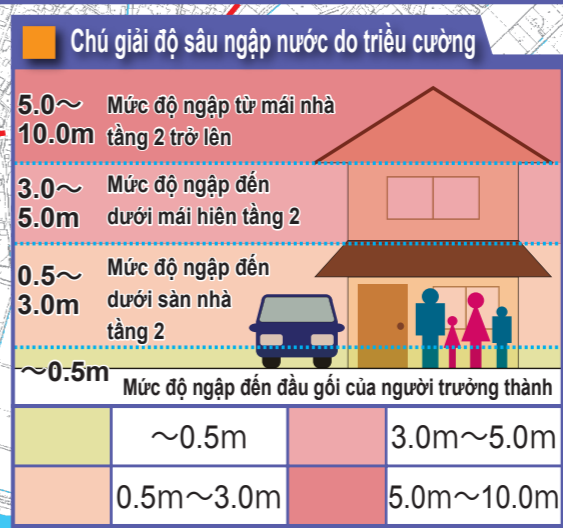 Chú giải độ sâu ngập nước do triều cường
5.0～
10.0m
Mức độ ngập từ mái nhà
tầng 2 trở lên
3.0～
5.0m
Mức độ ngập đến
dưới mái hiên tầng 2
0.5～
3.0m
Mức độ ngập đến
dưới sàn nhà
tầng 2
～0.5m
Mức độ ngập đến đầu gối của người trưởng thành
～0.5m
3.0m～5.0m
0.5m～3.0m
5.0m～10.0m